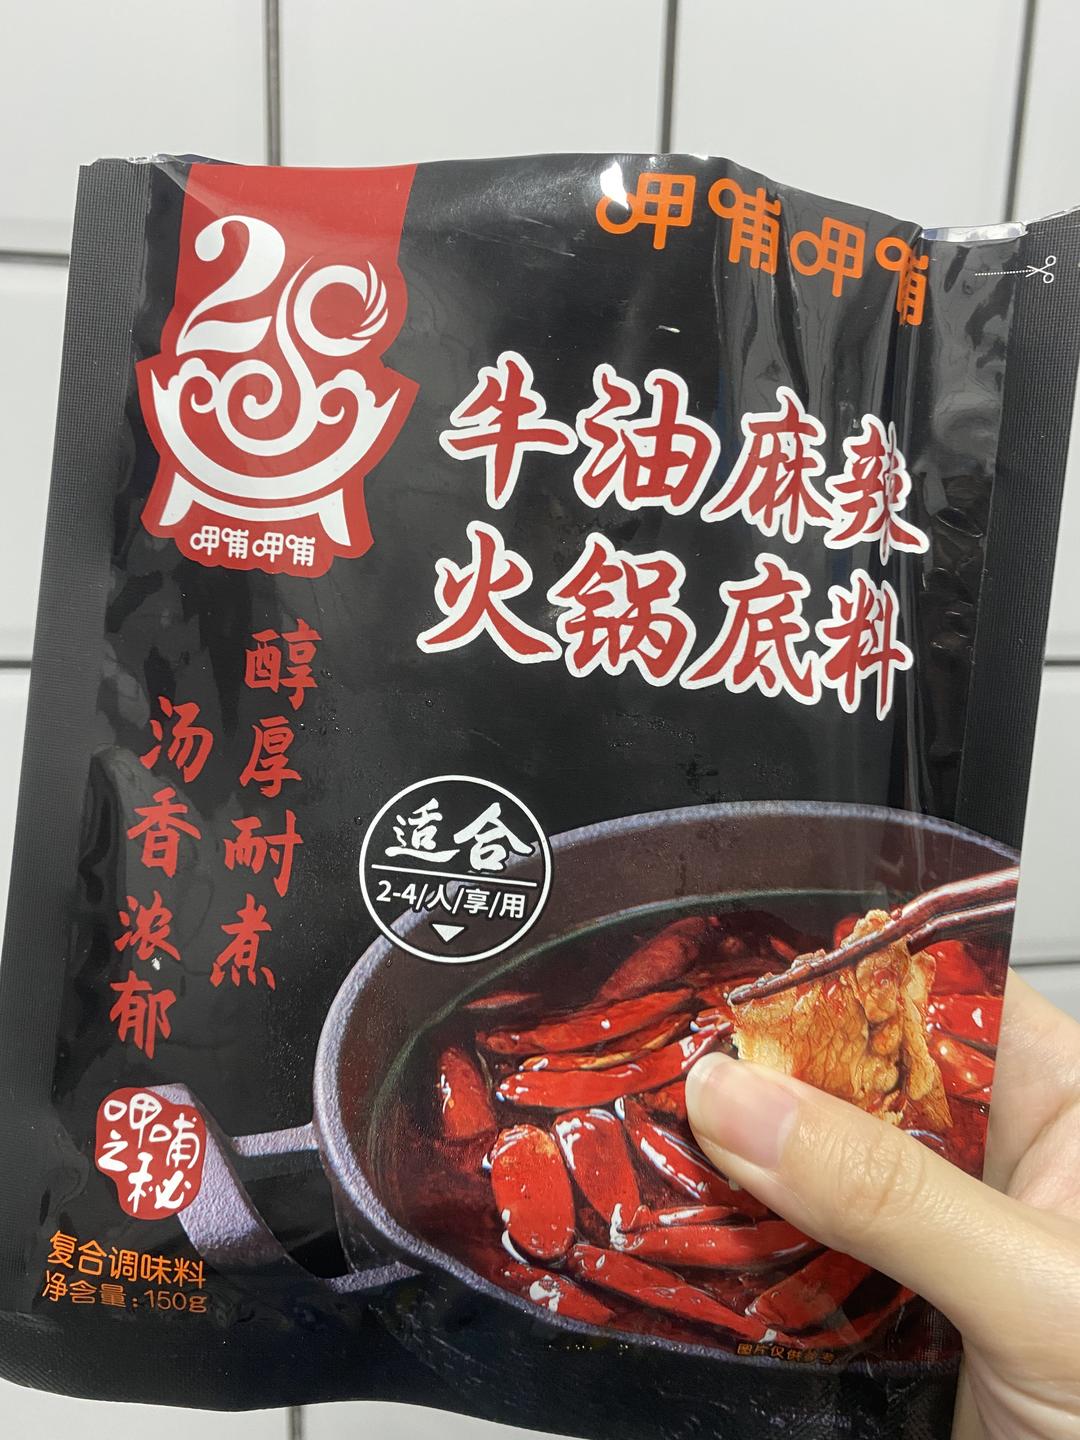 呷哺呷哺
20
呷哺呷哺
牛油麻辣
火锅底料
醇厚耐煮
汤香浓郁
适合
2-4/人/享/用
呷哺
之秘
复合调味料
净含量:150g
图片仅供参考